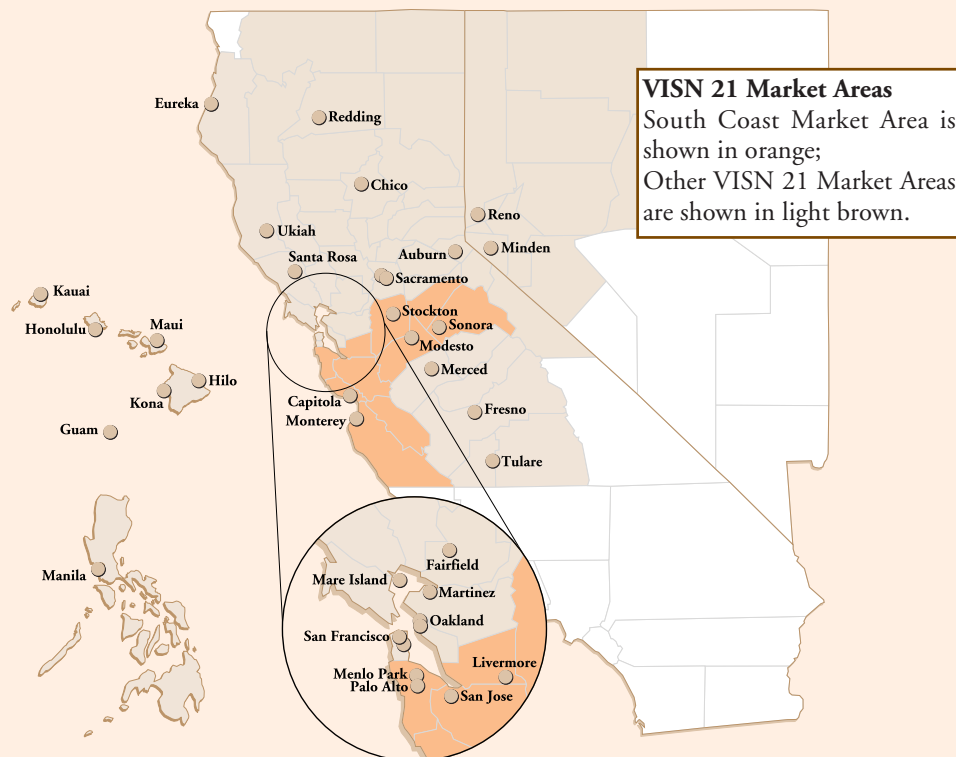 VISN 21 Market Areas
South Coast Market Area is
shown in orange;
Other VISN 21 Market Areas
are shown in light brown.
Eureka
Redding
Chico
Reno
Ukiah
Auburn
Minden
Santa Rosa
Sacramento
Kauai
Stockton
Honolulu
Maui
Sonora
Modesto
Merced
Hilo
Kona
Capitola
Monterey
Fresno
Guam
Tulare
Fairfield
Manila
Mare Island
Martinez
Oakland
San Francisco
Livermore
Menlo Park
Palo Alto
San Jose